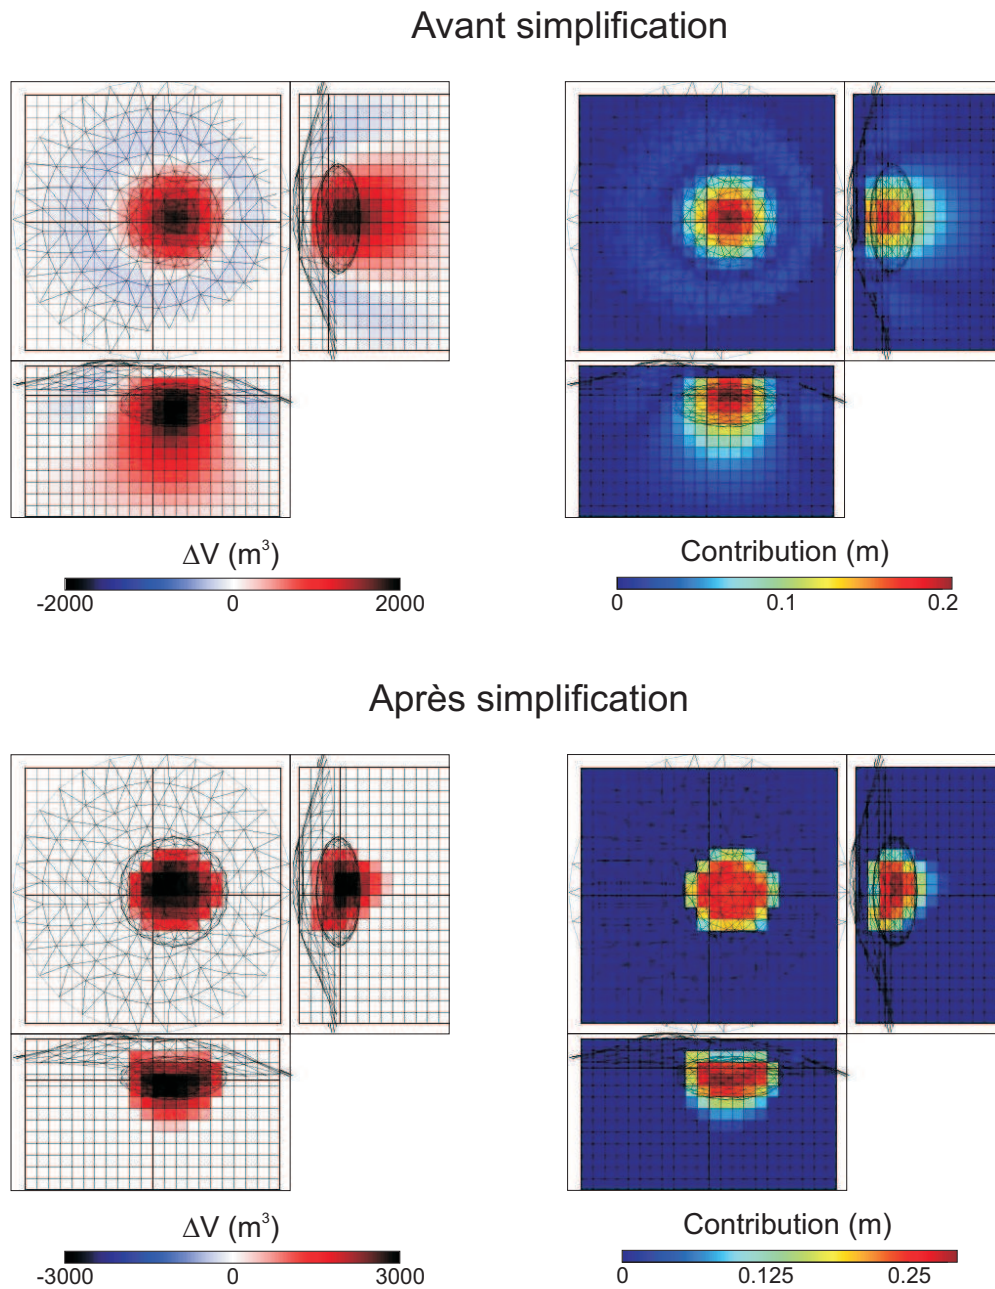 Avant simplification
ΔV (m³)
-2000 0 2000
Contribution (m)
0 0.1 0.2
Après simplification
ΔV (m³)
-3000 0 3000
Contribution (m)
0 0.125 0.25